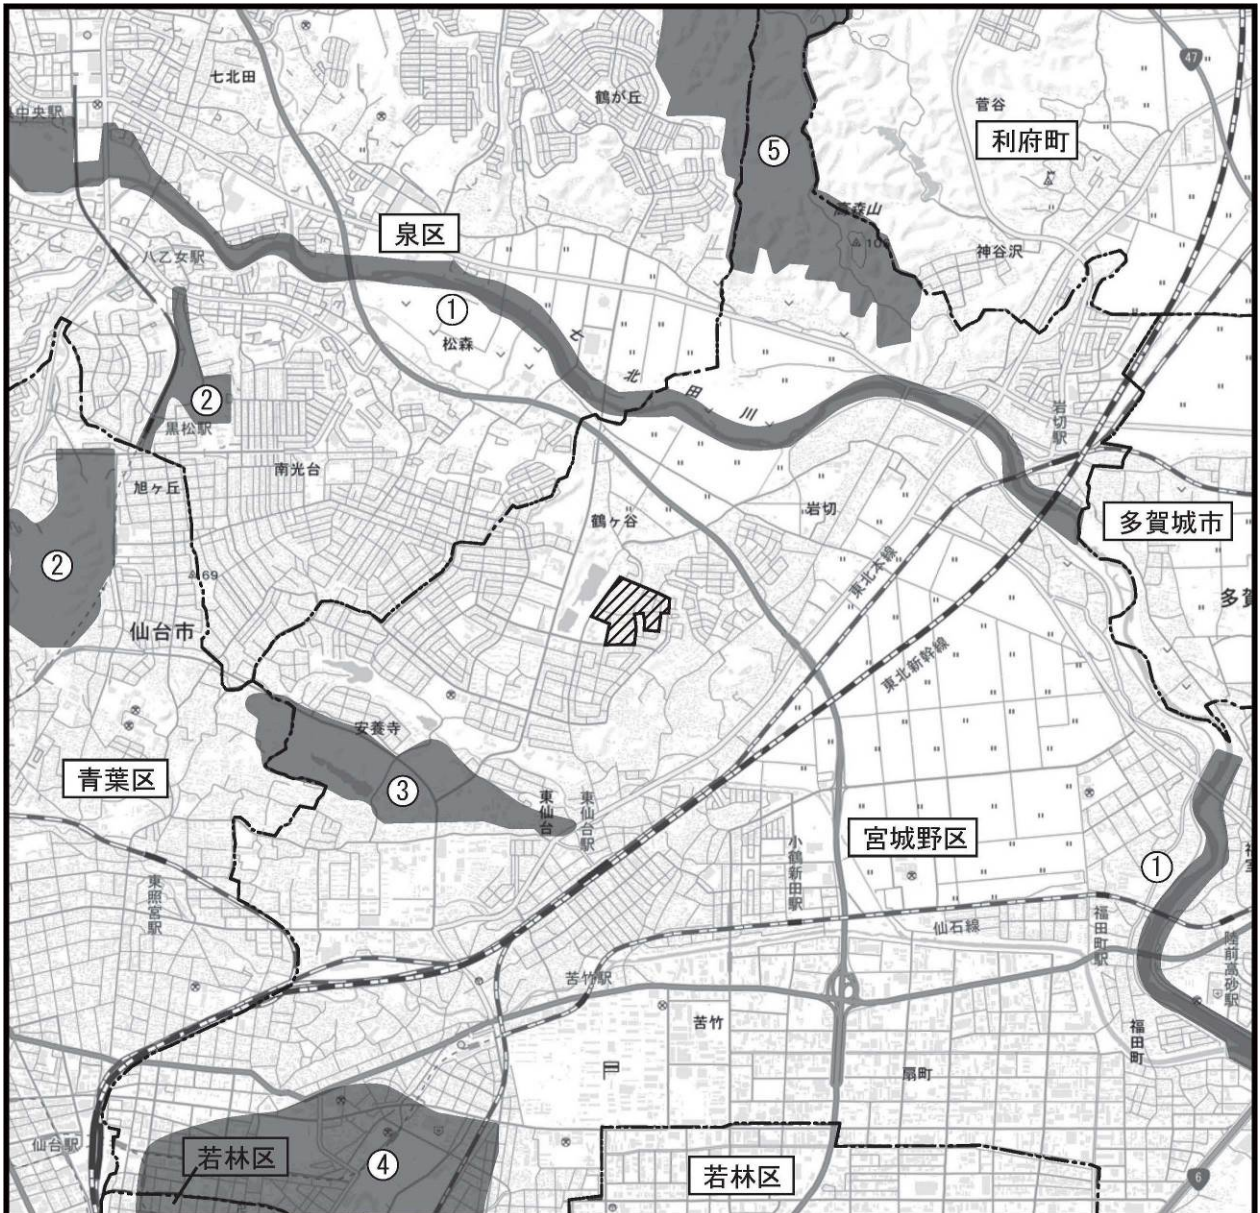 七北田
鶴が丘
47
菅谷
利府町
中央駅
⑤
泉区
高森山
神谷沢
八乙女駅
①
松森
七北田川
②
黒松駅
岩切駅
南光台
旭ヶ丘
鶴ヶ谷
岩切
多賀城市
②
69
東北本線
仙台市
東北新幹線
安養寺
青葉区
③
東仙台
東仙台駅
宮城野区
小鶴新田駅
①
東照宮駅
仙石線
福田町駅
陸前高砂駅
苦竹駅
苦竹
福田町
扇町
仙台駅
若林区
④
若林区
6